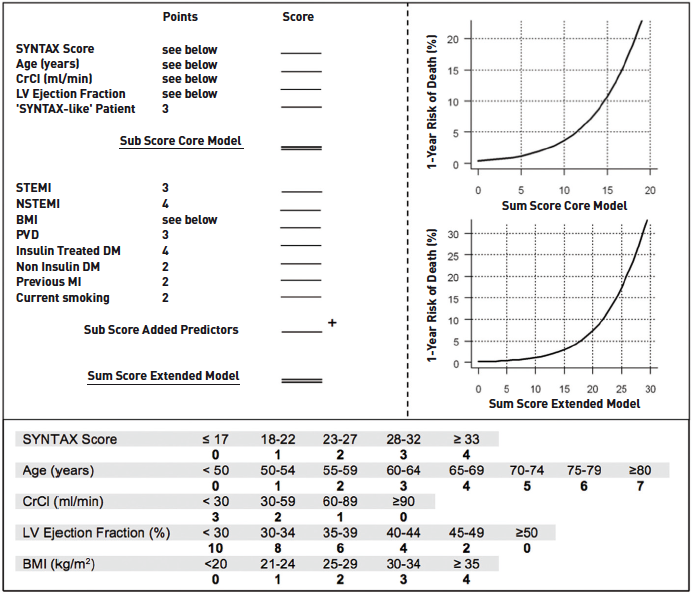 Points Score
SYNTAX Score see below
Age (years) see below
CrCl (ml/min) see below
LV Ejection Fraction see below
'SYNTAX-like' Patient 3
Sub Score Core Model
STEMI 3
NSTEMI 4
BMI see below
PVD 3
Insulin Treated DM 4
Non Insulin DM 2
Previous MI 2
Current smoking 2
Sub Score Added Predictors +
Sum Score Extended Model
1-Year Risk of Death (%)
20
15
10
5
0
0 5 10 15 20
Sum Score Core Model
1-Year Risk of Death (%)
30
25
20
15
10
5
0
0 5 10 15 20 25 30
Sum Score Extended Model
SYNTAX Score ≤ 17 18-22 23-27 28-32 ≥ 33
0 1 2 3 4
Age (years) < 50 50-54 55-59 60-64 65-69 70-74 75-79 ≥80
0 1 2 3 4 5 6 7
CrCl (ml/min) < 30 30-59 60-89 ≥90
3 2 1 0
LV Ejection Fraction (%) < 30 30-34 35-39 40-44 45-49 ≥50
10 8 6 4 2 0
BMI (kg/m²) <20 21-24 25-29 30-34 ≥ 35
0 1 2 3 4